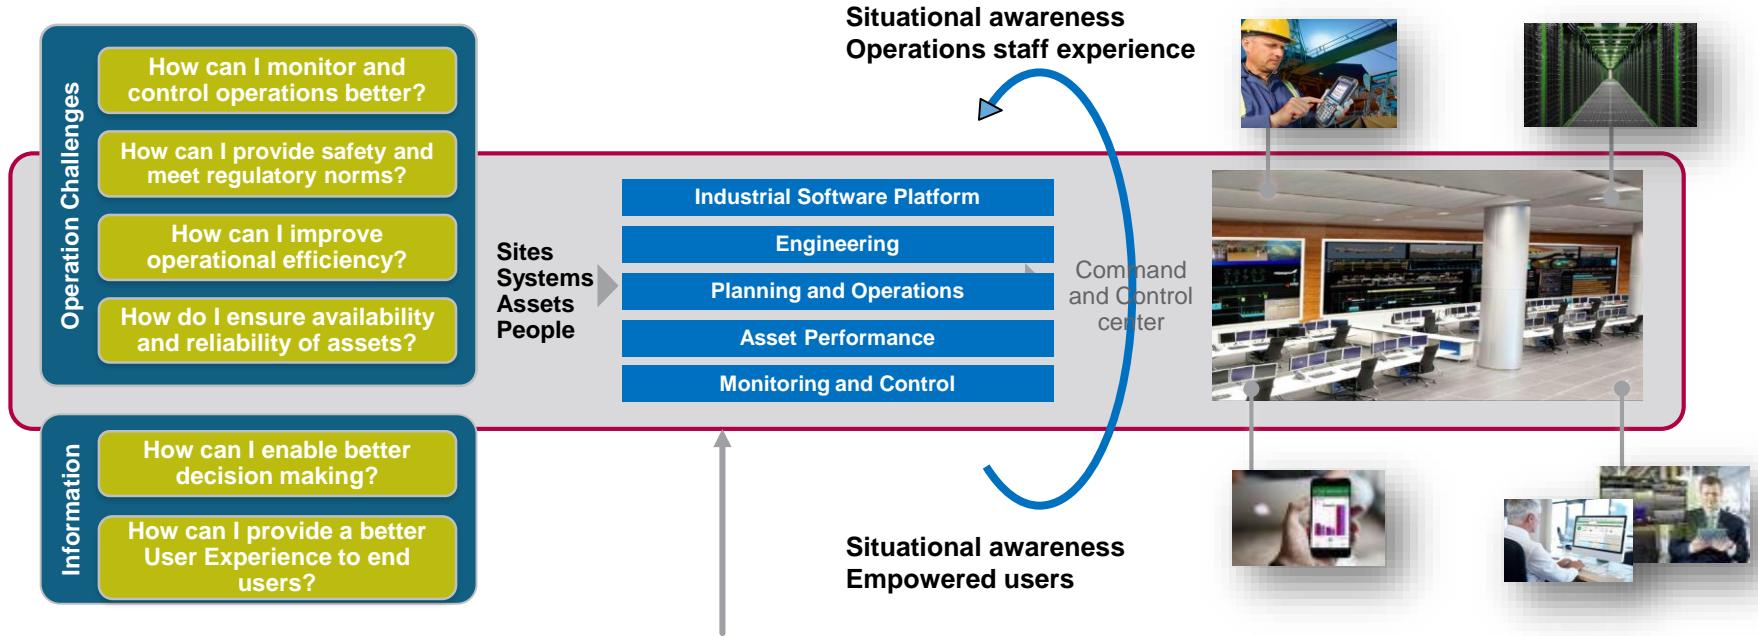 Situational awareness
Operations staff experience
Operation Challenges
How can I monitor and
control operations better?
How can I provide safety and
meet regulatory norms?
How can I improve
operational efficiency?
How do I ensure availability
and reliability of assets?
Sites
Systems
Assets
People
Industrial Software Platform
Engineering
Planning and Operations
Asset Performance
Monitoring and Control
Command
and Control
center
Information
How can I enable better
decision making?
How can I provide a better
User Experience to end
users?
Situational awareness
Empowered users